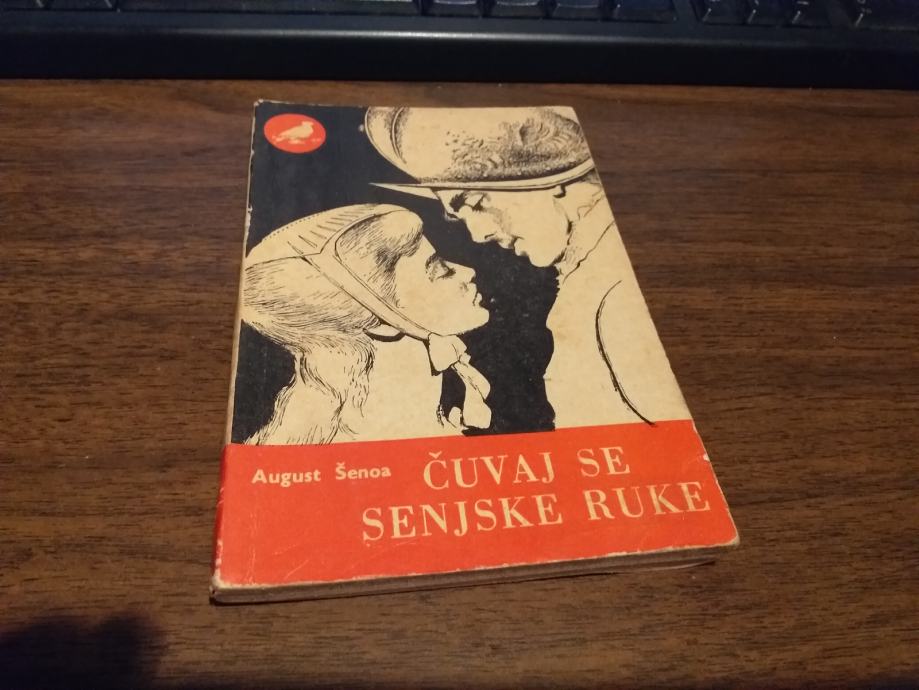 August Šenoa
ČUVAJ SE
SENJSKE RUKE